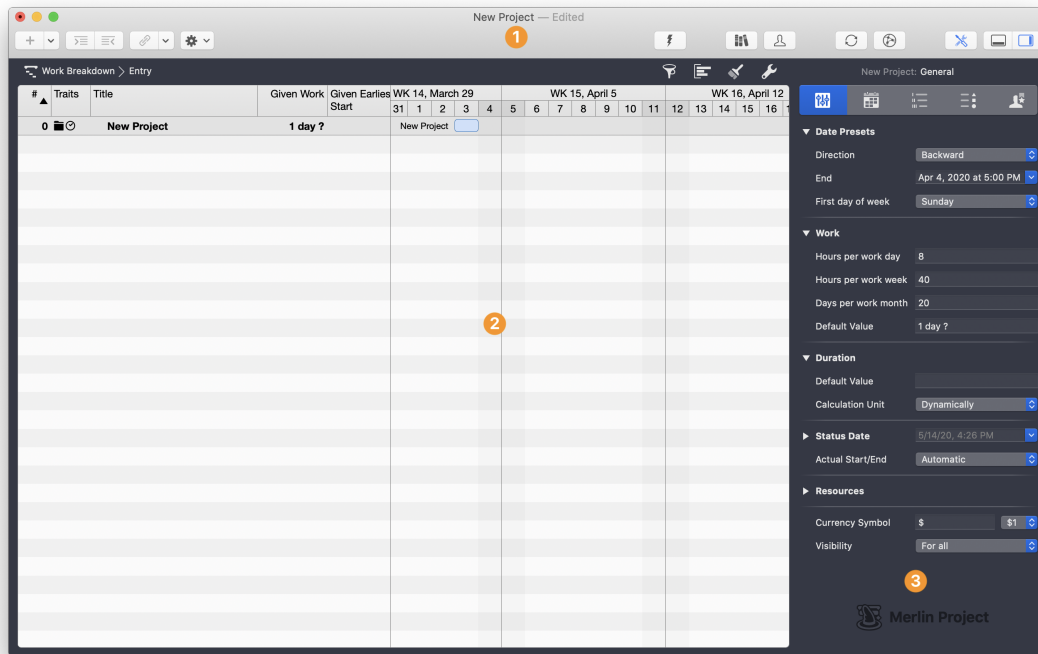 New Project — Edited
1
Work Breakdown > Entry
New Project: General
# Traits Title Given Work Given Earlies Start
WK 14, March 29 WK 15, April 5 WK 16, April 12
31 1 2 3 4 5 6 7 8 9 10 11 12 13 14 15 16
0 New Project 1 day ? New Project
2
Date Presets
Direction Backward
End Apr 4, 2020 at 5:00 PM
First day of week Sunday
Work
Hours per work day 8
Hours per work week 40
Days per work month 20
Default Value 1 day ?
Duration
Default Value
Calculation Unit Dynamically
Status Date 5/14/20, 4:26 PM
Actual Start/End Automatic
Resources
Currency Symbol $ $1
Visibility For all
3
Merlin Project